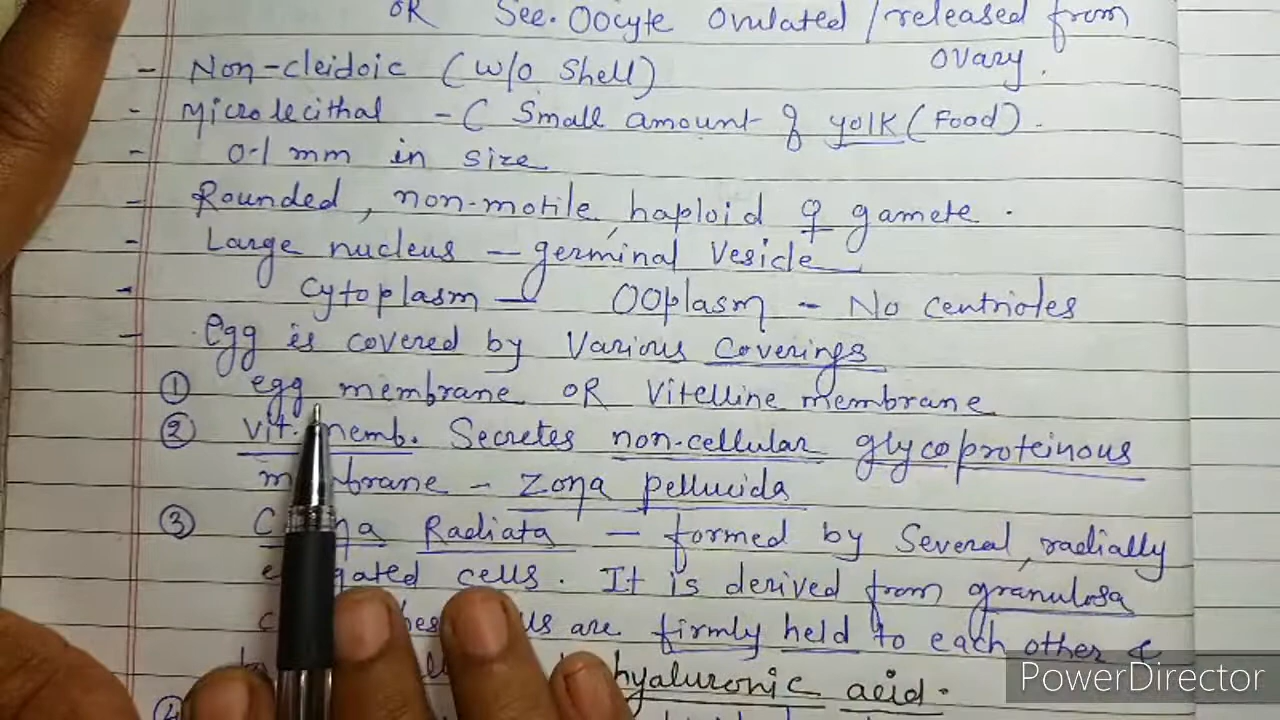 OR See. Oocyte Ovulated / released from
ovary.
- Non-cleidoic (w/o Shell)
- Microlecithal - ( Small amount of yolk (Food).
- 0.1 mm in size
- Rounded, non-motile, haploid ♀ gamete.
- Large nucleus - germinal Vesicle
- Cytoplasm - OOplasm - No centrioles
- Egg is covered by Various Coverings
① egg membrane OR Vitelline membrane
② Vit. memb. Secretes non-cellular glycoproteinous
membrane - Zona pellucida
③ Radiata - formed by Several, radially
cells. It is derived from granulosa
are firmly held to each other &
hyaluronic acid.
④
PowerDirector